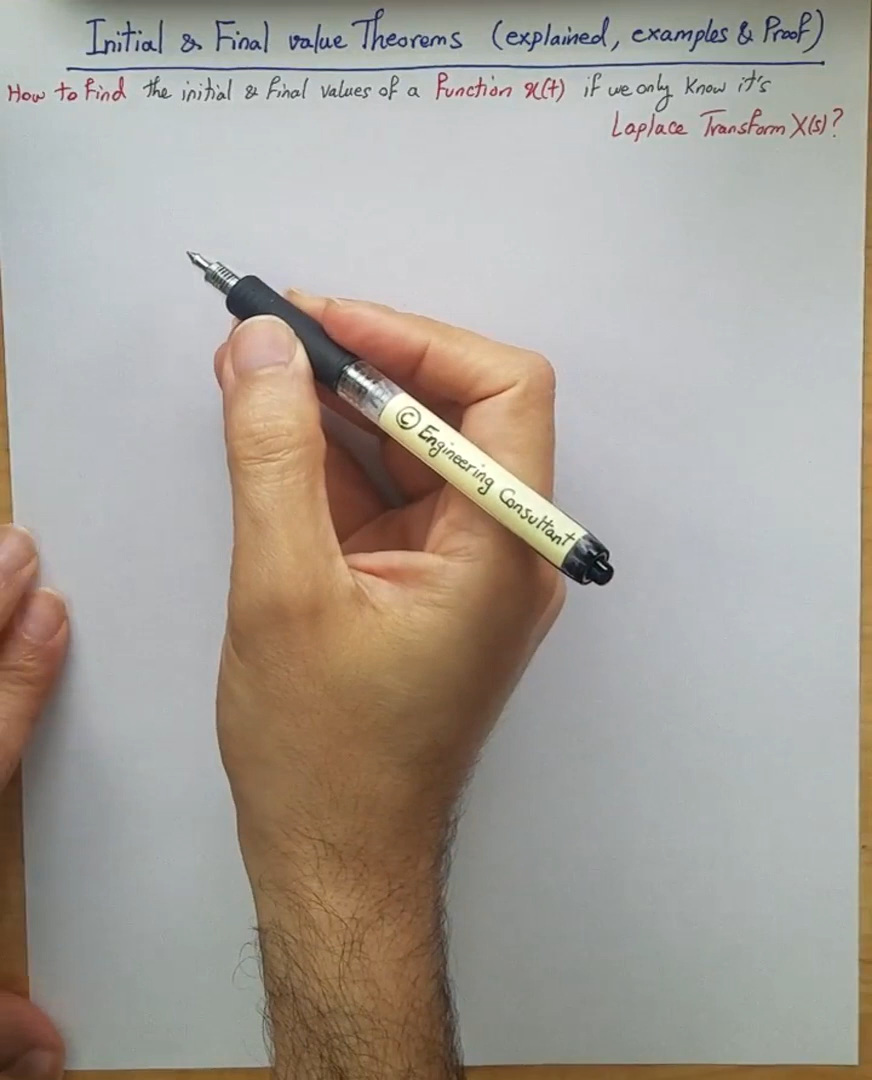 Initial & Final value Theorems (explained, examples & Proof)
How to find the initial & final values of a function x(t) if we only know it's
Laplace Transform X(s)?
© Engineering Consultant